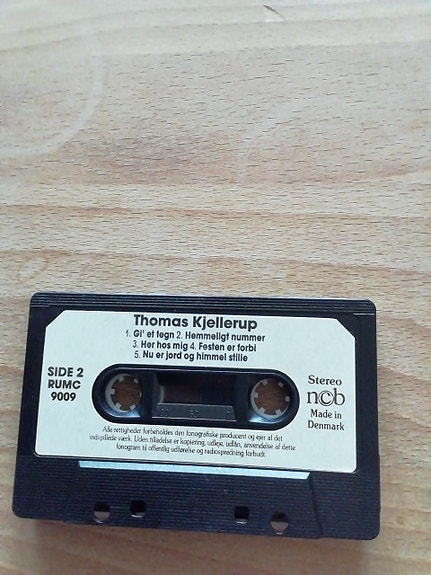 Thomas Kjellerup
1. Gi' et tegn 2. Hemmeligt nummer
3. Her hos mig 4. Festen er forbi
5. Nu er jord og himmel stille
SIDE 2
RUMC
9009
Stereo
ncb
Made in
Denmark
Alle rettigheder forbeholdes den fonografiske producent og ejer af det
indspillede værk. Uden tilladelse er kopiering, udleje, udlån, anvendelse af dette
fonogram til offentlig udførelse og radiospredning forbudt